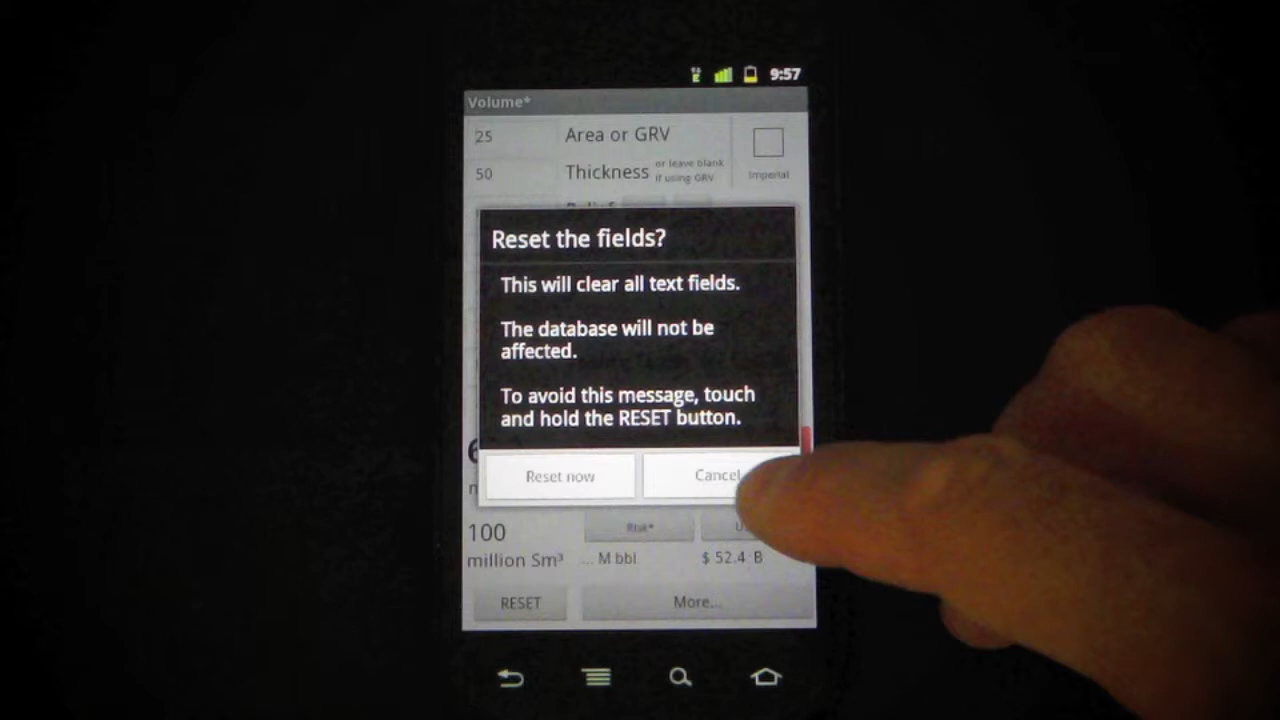 9:57
Volume*
25 Area or GRV
50 Thickness or leave blank
if using GRV
Imperial
Reset the fields?
This will clear all text fields.
The database will not be
affected.
To avoid this message, touch
and hold the RESET button.
Reset now Cancel
100 Risk*
million Sm³ ... M bbl $ 52.4 B
RESET More...